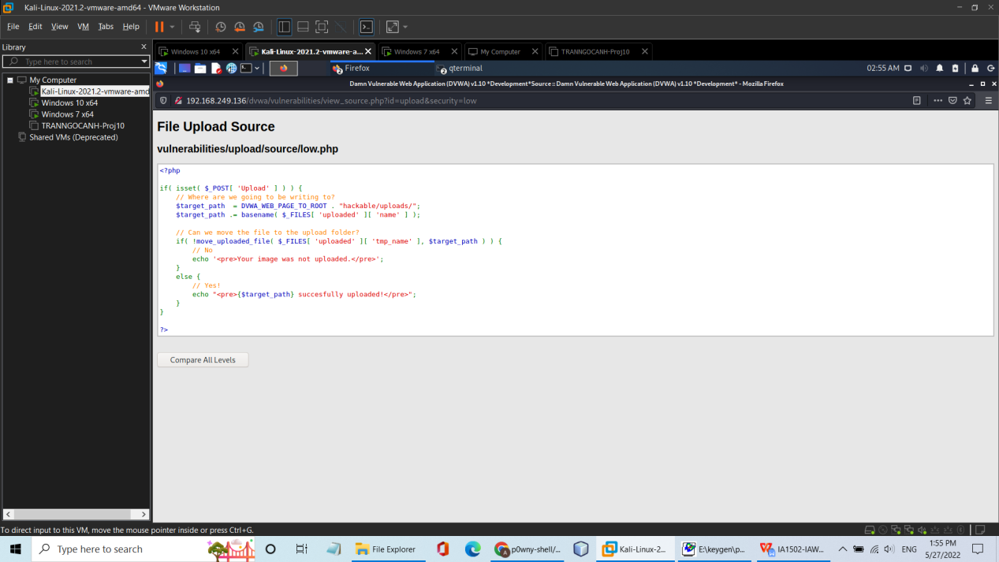 Kali-Linux-2021.2-vmware-amd64 - VMware Workstation
File Edit View VM Tabs Help
Library
Type here to search
My Computer
Kali-Linux-2021.2-vmware-amd
Windows 10 x64
Windows 7 x64
TRANNGOCANH-Proj10
Shared VMs (Deprecated)
Windows 10 x64 Kali-Linux-2021.2-vmware-a... Windows 7 x64 My Computer TRANNGOCANH-Proj10
2 Firefox 2 qterminal 02:55 AM
Damn Vulnerable Web Application (DVWA) v1.10 *Development*Source :: Damn Vulnerable Web Application (DVWA) v1.10 *Development* - Mozilla Firefox
192.168.249.136/dvwa/vulnerabilities/view_source.php?id=upload&security=low
File Upload Source
vulnerabilities/upload/source/low.php
<?php
if( isset( $_POST[ 'Upload' ] ) ) {
    // Where are we going to be writing to?
    $target_path  = DVWA_WEB_PAGE_TO_ROOT . "hackable/uploads/";
    $target_path .= basename( $_FILES[ 'uploaded' ][ 'name' ] );
    // Can we move the file to the upload folder?
    if( !move_uploaded_file( $_FILES[ 'uploaded' ][ 'tmp_name' ], $target_path ) ) {
        // No
        echo '<pre>Your image was not uploaded.</pre>';
    }
    else {
        // Yes!
        echo "<pre>{$target_path} succesfully uploaded!</pre>";
    }
}
?>
Compare All Levels
To direct input to this VM, move the mouse pointer inside or press Ctrl+G.
Type here to search
File Explorer
p0wny-shell/...
Kali-Linux-2...
E:\keygen\p...
IA1502-IAW...
ENG
1:55 PM
5/27/2022